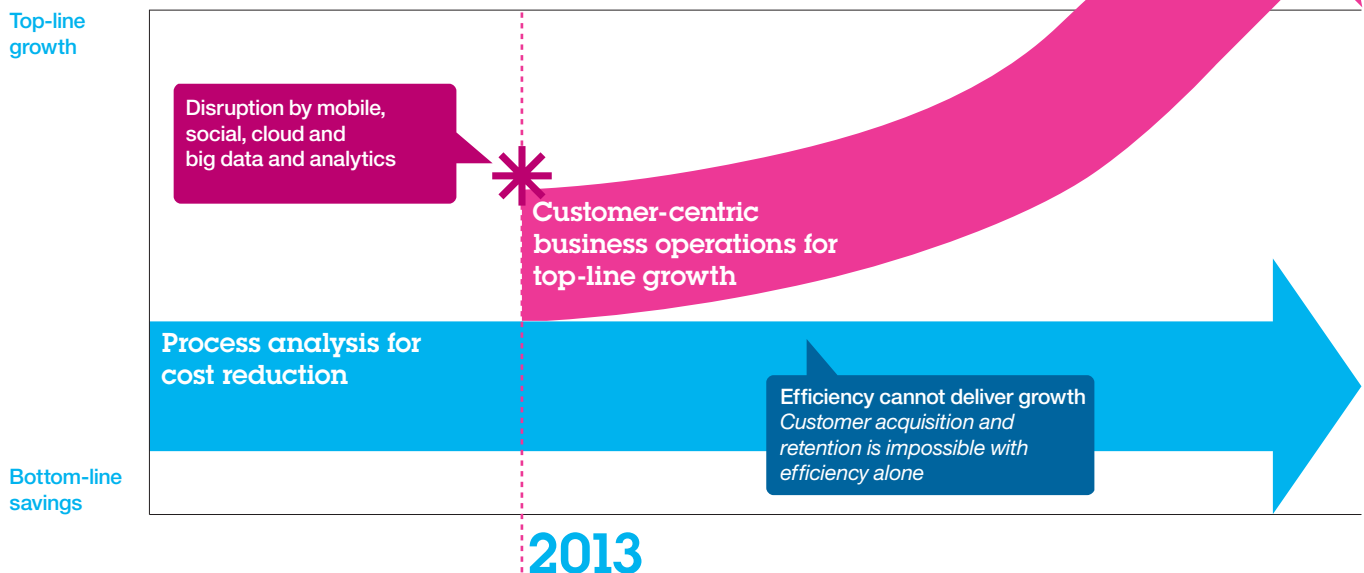 Top-line
growth
Disruption by mobile,
social, cloud and
big data and analytics
Customer-centric
business operations for
top-line growth
Process analysis for
cost reduction
Efficiency cannot deliver growth
Customer acquisition and
retention is impossible with
efficiency alone
Bottom-line
savings
2013